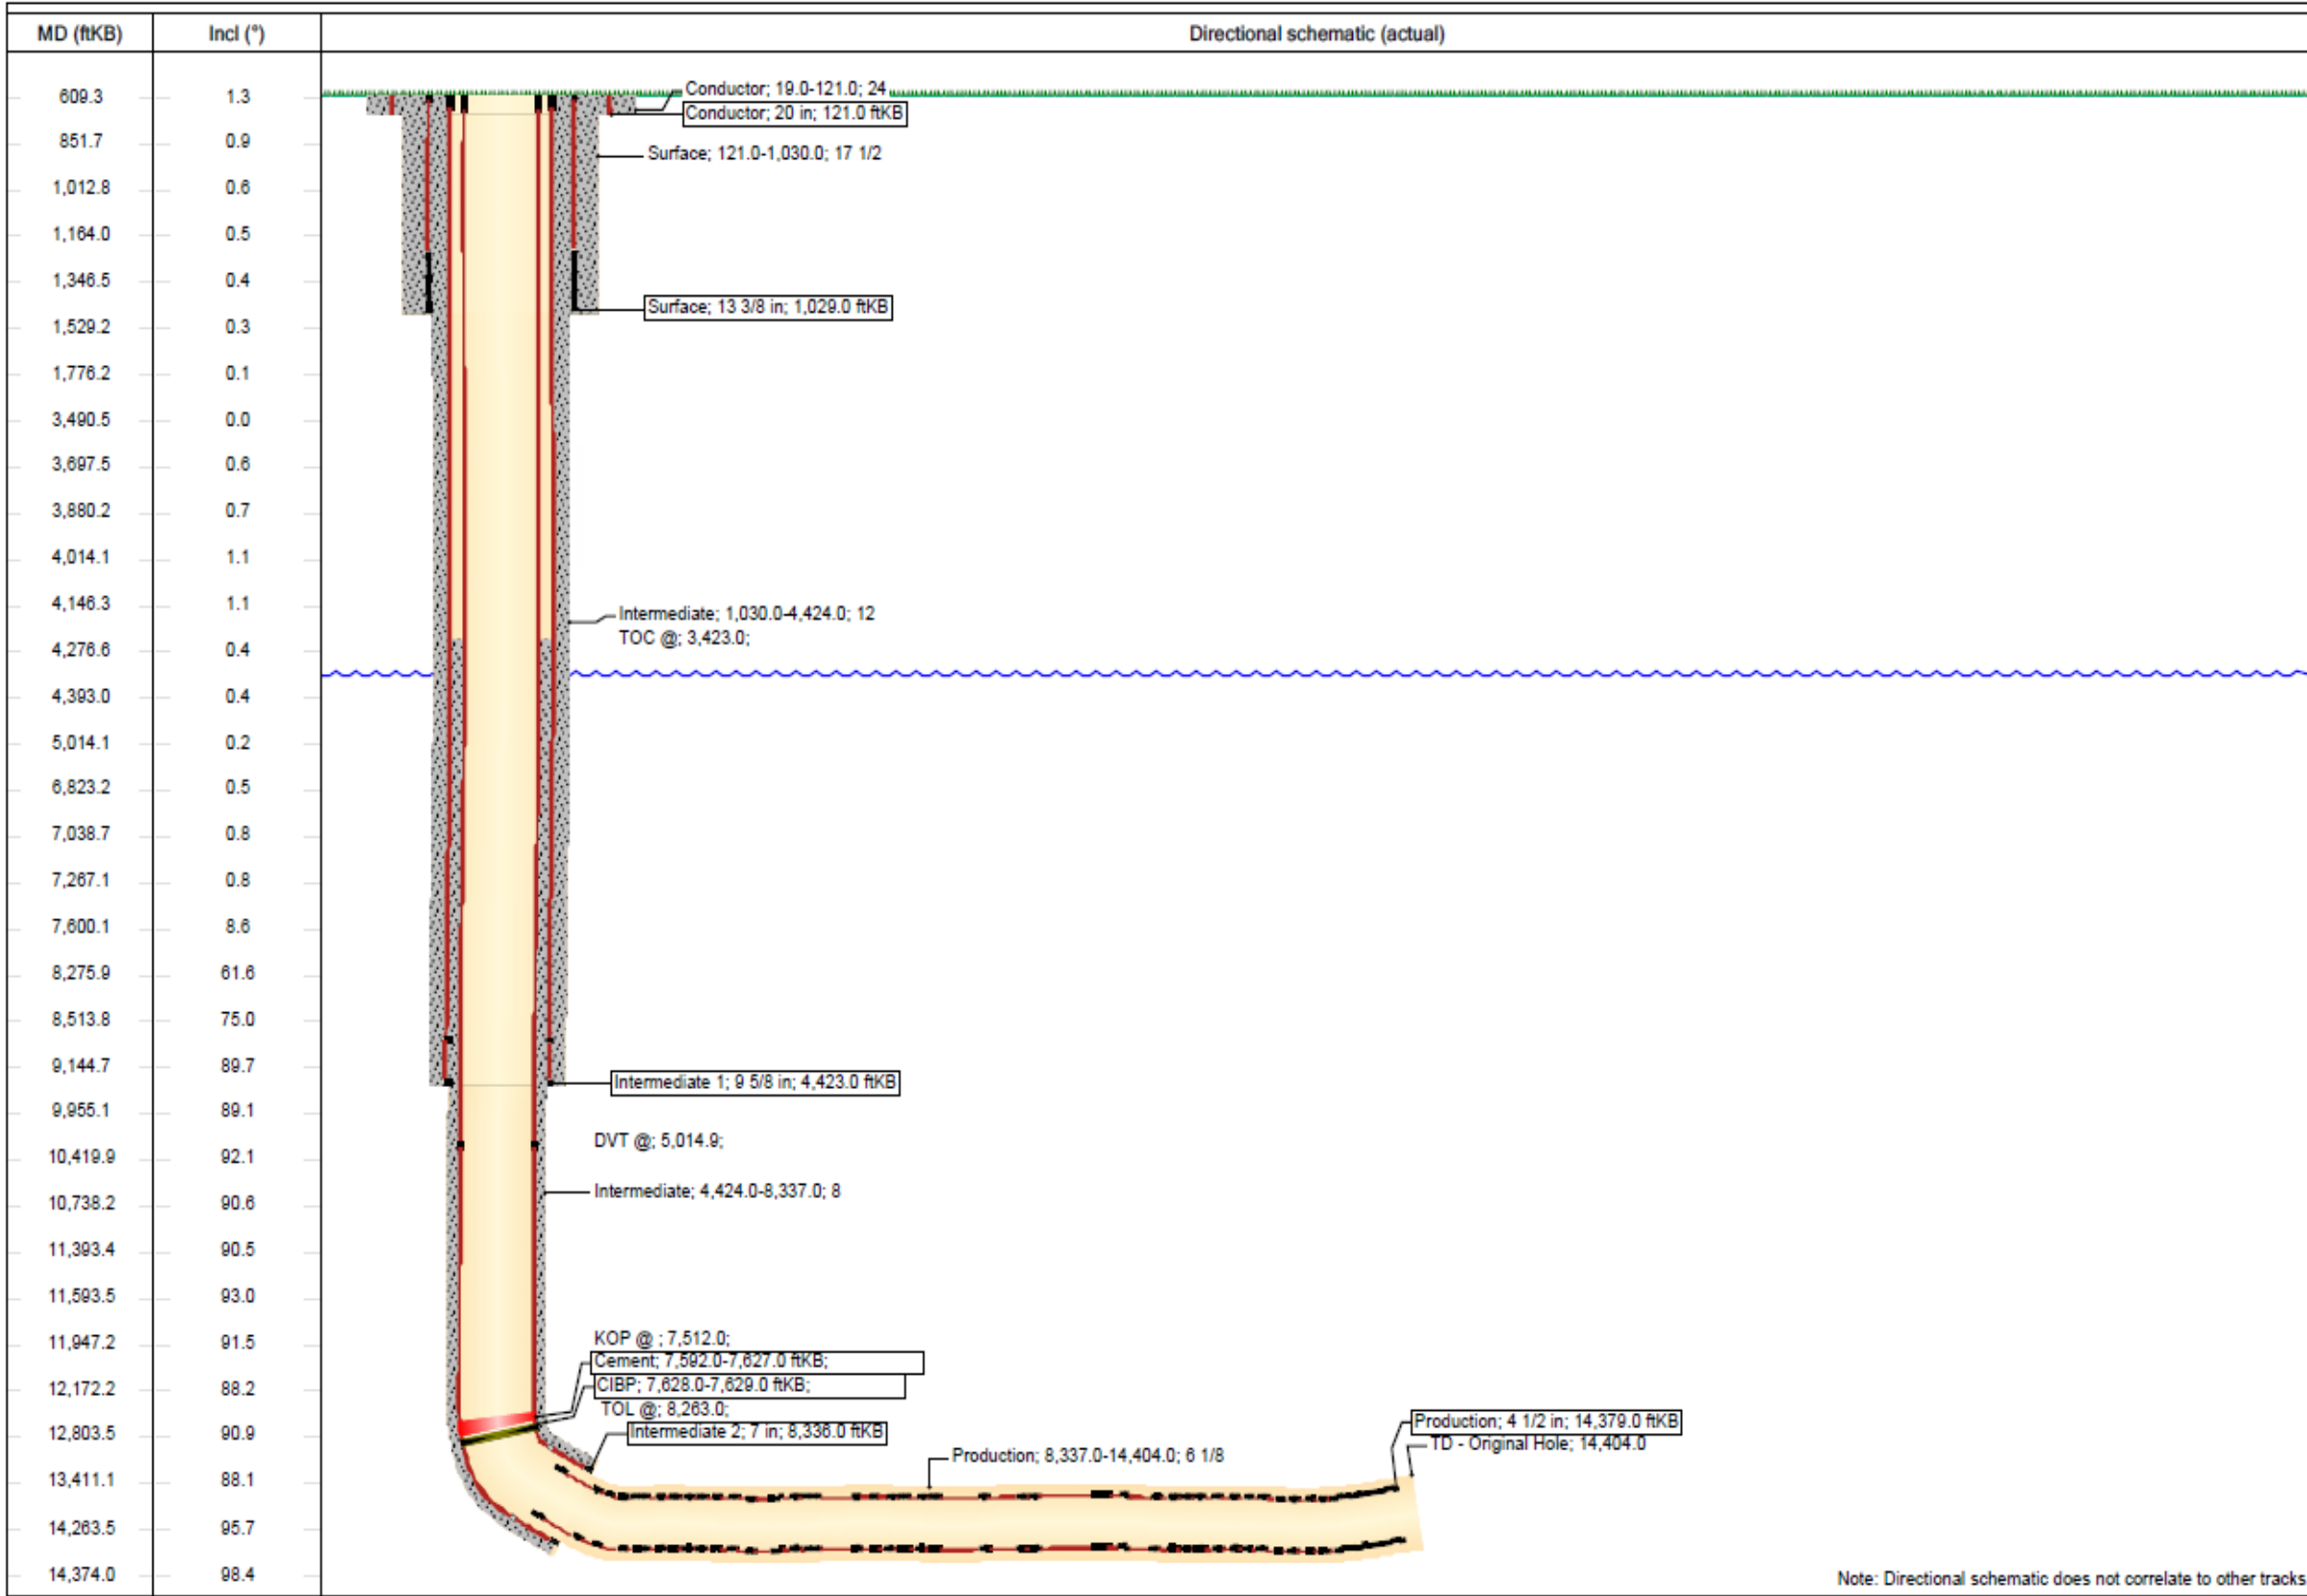 MD (ftKB) Incl (°) Directional schematic (actual)
609.3 1.3
851.7 0.9
1,012.8 0.6
1,164.0 0.5
1,346.5 0.4
1,529.2 0.3
1,776.2 0.1
3,490.5 0.0
3,697.5 0.6
3,880.2 0.7
4,014.1 1.1
4,146.3 1.1
4,276.6 0.4
4,393.0 0.4
5,014.1 0.2
6,823.2 0.5
7,038.7 0.8
7,267.1 0.8
7,600.1 8.6
8,275.9 61.6
8,513.8 75.0
9,144.7 89.7
9,955.1 89.1
10,419.9 92.1
10,738.2 90.6
11,393.4 90.5
11,593.5 93.0
11,947.2 91.5
12,172.2 88.2
12,803.5 90.9
13,411.1 88.1
14,263.5 95.7
14,374.0 98.4
Conductor; 19.0-121.0; 24
Conductor; 20 in; 121.0 ftKB
Surface; 121.0-1,030.0; 17 1/2
Surface; 13 3/8 in; 1,029.0 ftKB
Intermediate; 1,030.0-4,424.0; 12
TOC @; 3,423.0;
Intermediate 1; 9 5/8 in; 4,423.0 ftKB
DVT @; 5,014.9;
Intermediate; 4,424.0-8,337.0; 8
KOP @ ; 7,512.0;
Cement; 7,592.0-7,627.0 ftKB;
CIBP; 7,628.0-7,629.0 ftKB;
TOL @; 8,263.0;
Intermediate 2; 7 in; 8,336.0 ftKB
Production; 8,337.0-14,404.0; 6 1/8
Production; 4 1/2 in; 14,379.0 ftKB
TD - Original Hole; 14,404.0
Note: Directional schematic does not correlate to other tracks